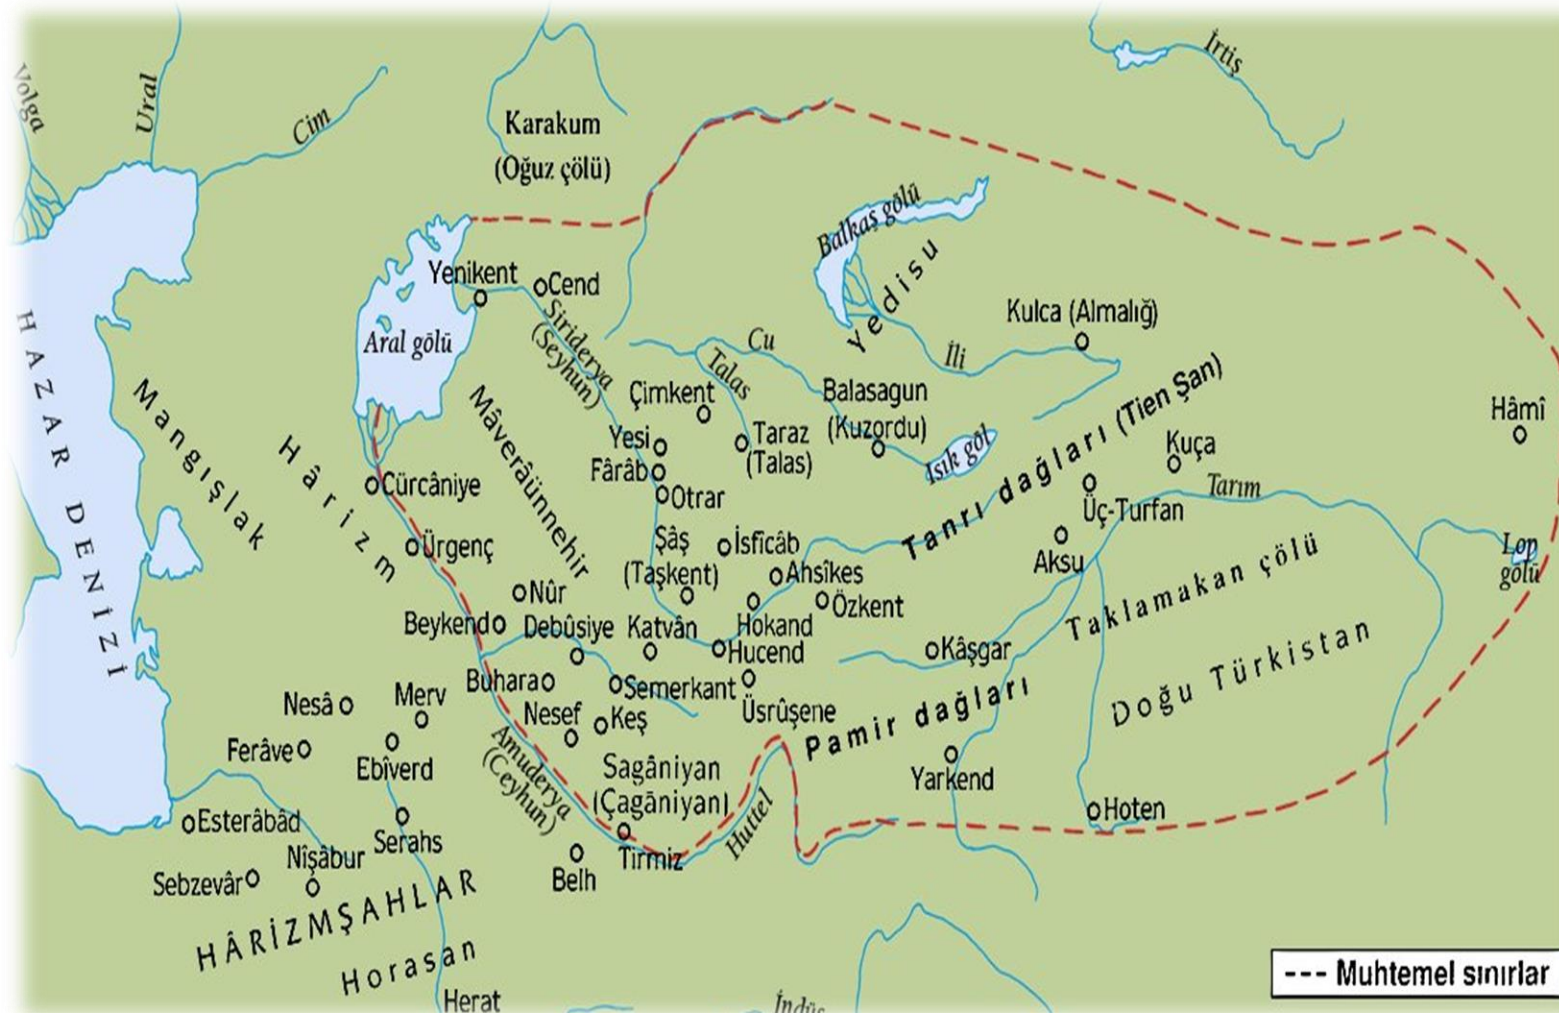 Volga
Ural
Cim
Karakum
(Oğuz çölü)
İrtiş
Balkaş gölü
Yedisu
Yenikent
Cend
Siriderya
(Seyhun)
Aral gölü
Cu
Talas
İli
Kulca (Almalığ)
HAZAR DENİZİ
Mangışlak
Hârizm
Mâverâünnehir
Çimkent
Balasagun
(Kuzordu)
Yesi
Taraz
(Talas)
Fârâb
Otrar
Isık göl
Tanrı dağları (Tien Şan)
Hâmî
Kuça
Cürcâniye
Üç-Turfan
Tarım
Ürgenç
Şâş
(Taşkent)
İsfîcâb
Ahsîkes
Aksu
Lop
gölü
Taklamakan çölü
Nûr
Özkent
Beykend
Debûsiye
Katvân
Hokand
Hucend
Kâşgar
Doğu Türkistan
Buhara
Semerkant
Üsrûşene
Nesâ
Merv
Nesef
Keş
Pamir dağları
Ferâve
Ebîverd
Amuderya
(Ceyhun)
Sagâniyan
(Çagâniyan)
Yarkend
Huttel
Hoten
Esterâbâd
Serahs
Nîşâbur
Tirmiz
Sebzevâr
Belh
HÂRİZMŞAHLAR
Horasan
Herat
İndüs
--- Muhtemel sınırlar